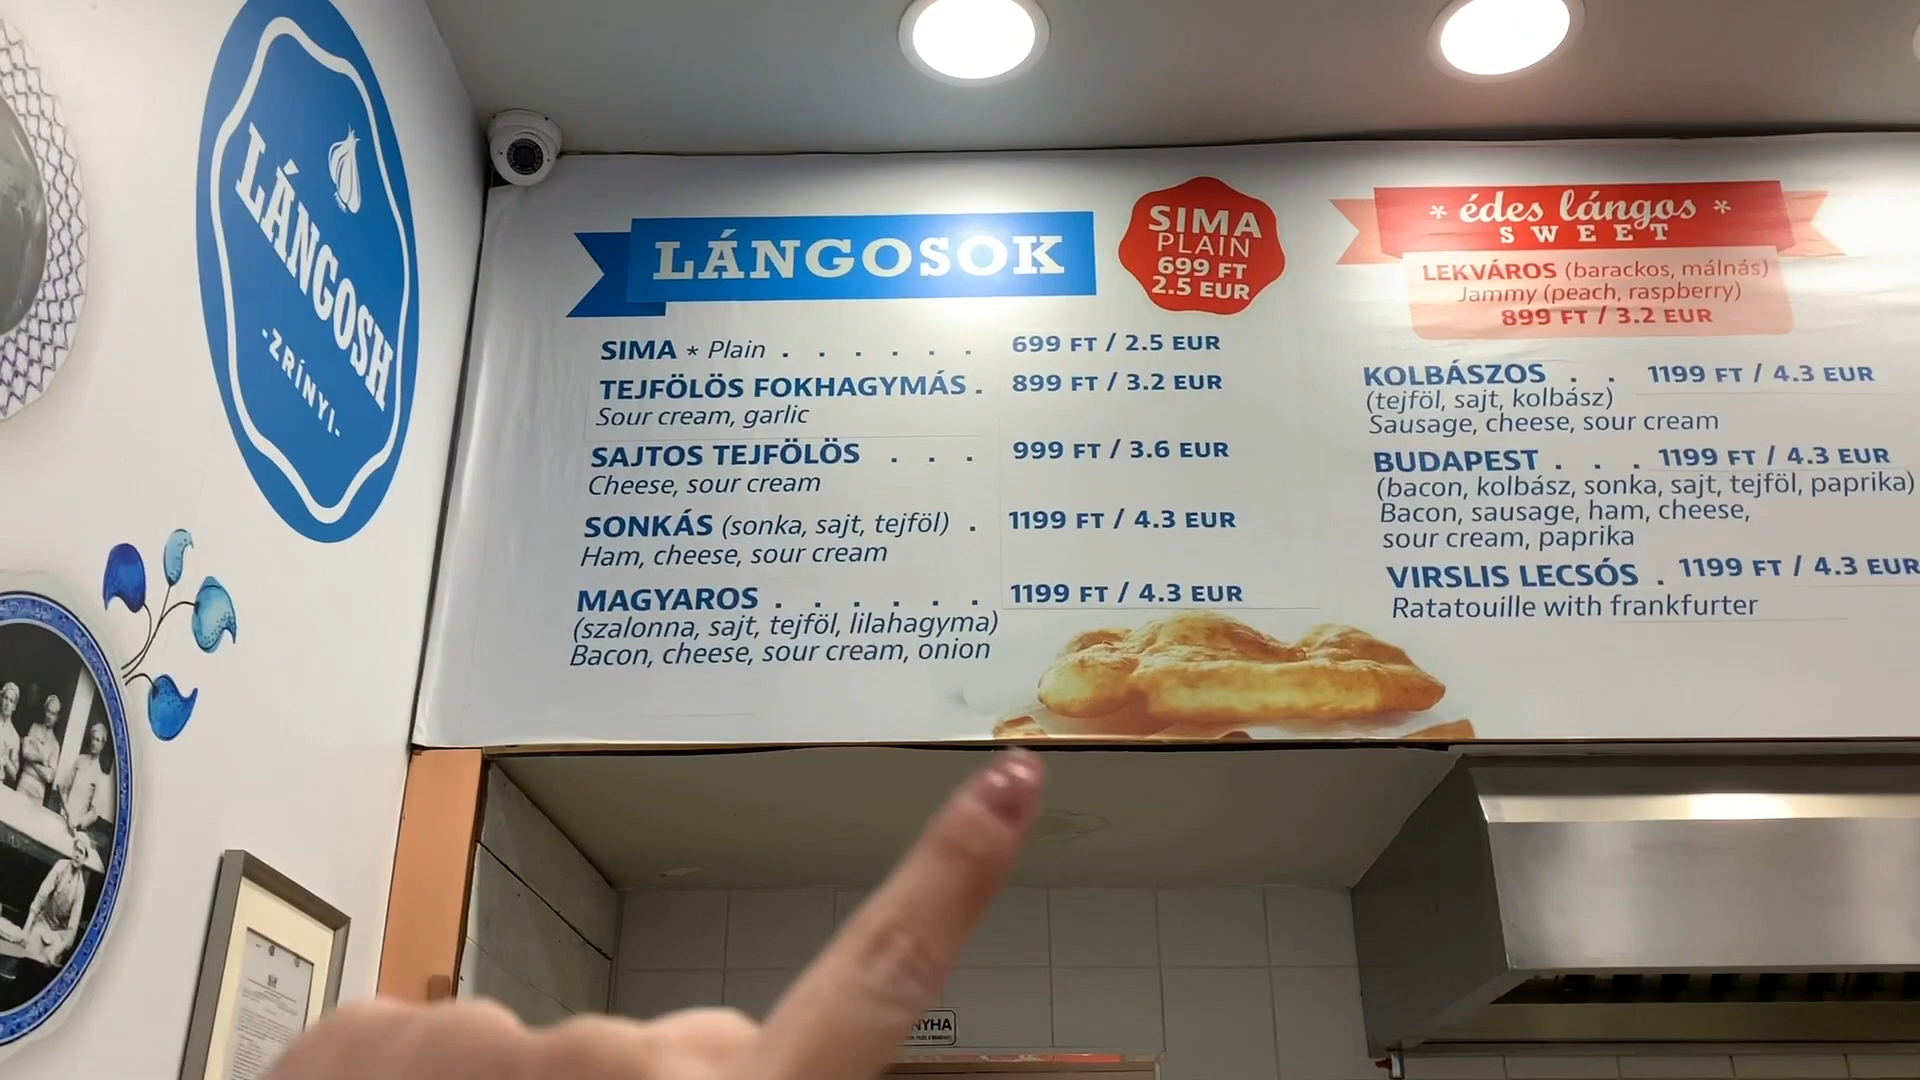 LÁNGOSH
-ZRÍNYI-
LÁNGOSOK
SIMA
PLAIN
699 FT
2.5 EUR
SIMA * Plain . . . . . . 699 FT / 2.5 EUR
TEJFÖLÖS FOKHAGYMÁS . 899 FT / 3.2 EUR
Sour cream, garlic
SAJTOS TEJFÖLÖS . . . 999 FT / 3.6 EUR
Cheese, sour cream
SONKÁS (sonka, sajt, tejföl) . 1199 FT / 4.3 EUR
Ham, cheese, sour cream
MAGYAROS . . . . . . 1199 FT / 4.3 EUR
(szalonna, sajt, tejföl, lilahagyma)
Bacon, cheese, sour cream, onion
* édes lángos *
SWEET
LEKVÁROS (barackos, málnás)
Jammy (peach, raspberry)
899 FT / 3.2 EUR
KOLBÁSZOS . . 1199 FT / 4.3 EUR
(tejföl, sajt, kolbász)
Sausage, cheese, sour cream
BUDAPEST . . . 1199 FT / 4.3 EUR
(bacon, kolbász, sonka, sajt, tejföl, paprika)
Bacon, sausage, ham, cheese,
sour cream, paprika
VIRSLIS LECSÓS . 1199 FT / 4.3 EUR
Ratatouille with frankfurter
NYHA